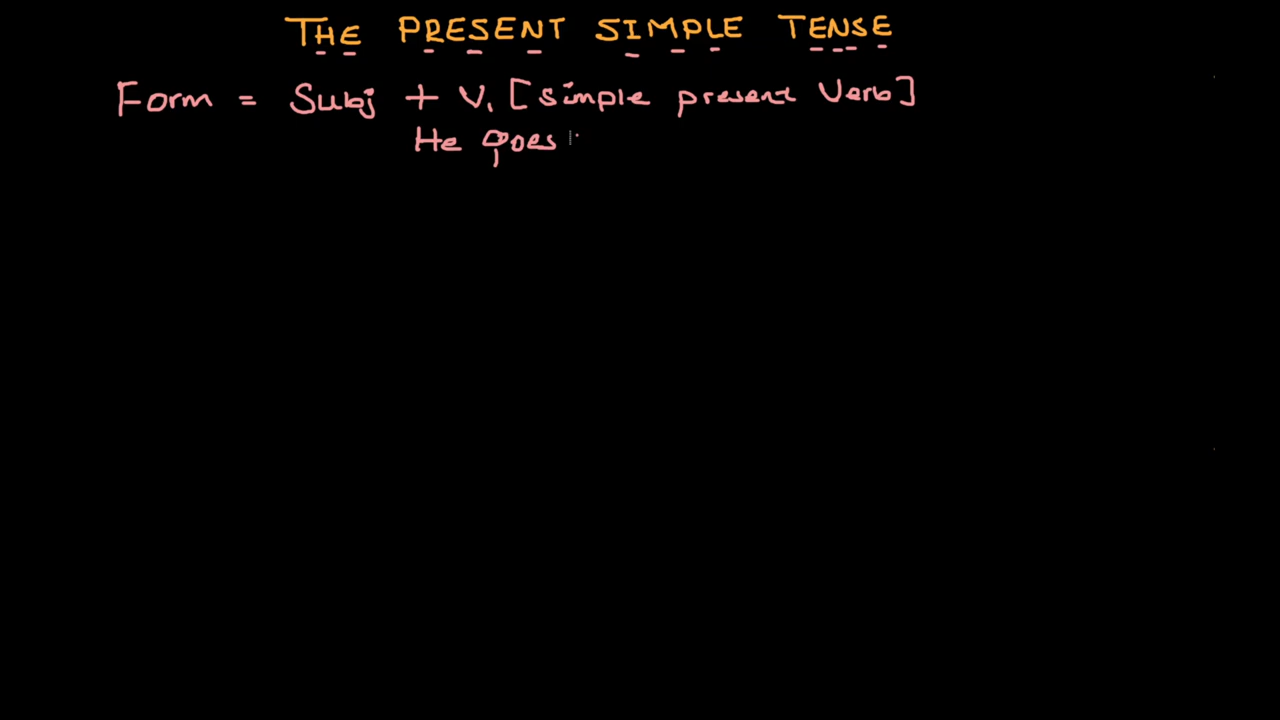 THE PRESENT SIMPLE TENSE
Form = Subj + V₁ [simple present Verb]
He goes